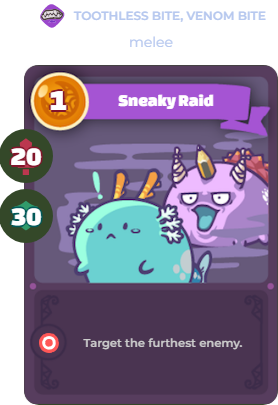 TOOTHLESS BITE, VENOM BITE
melee
1
Sneaky Raid
20
30
Target the furthest enemy.